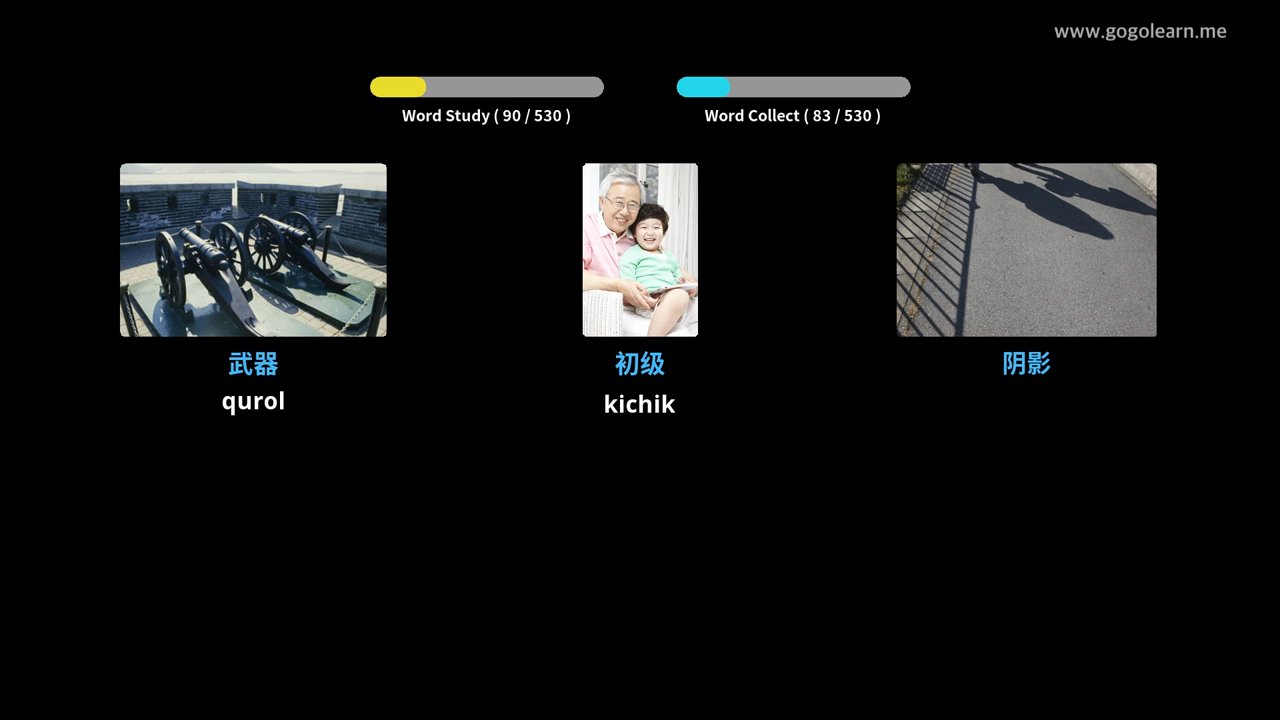 www.gogolearn.me
Word Study ( 90 / 530 )
Word Collect ( 83 / 530 )
武器
qurol
初级
kichik
阴影